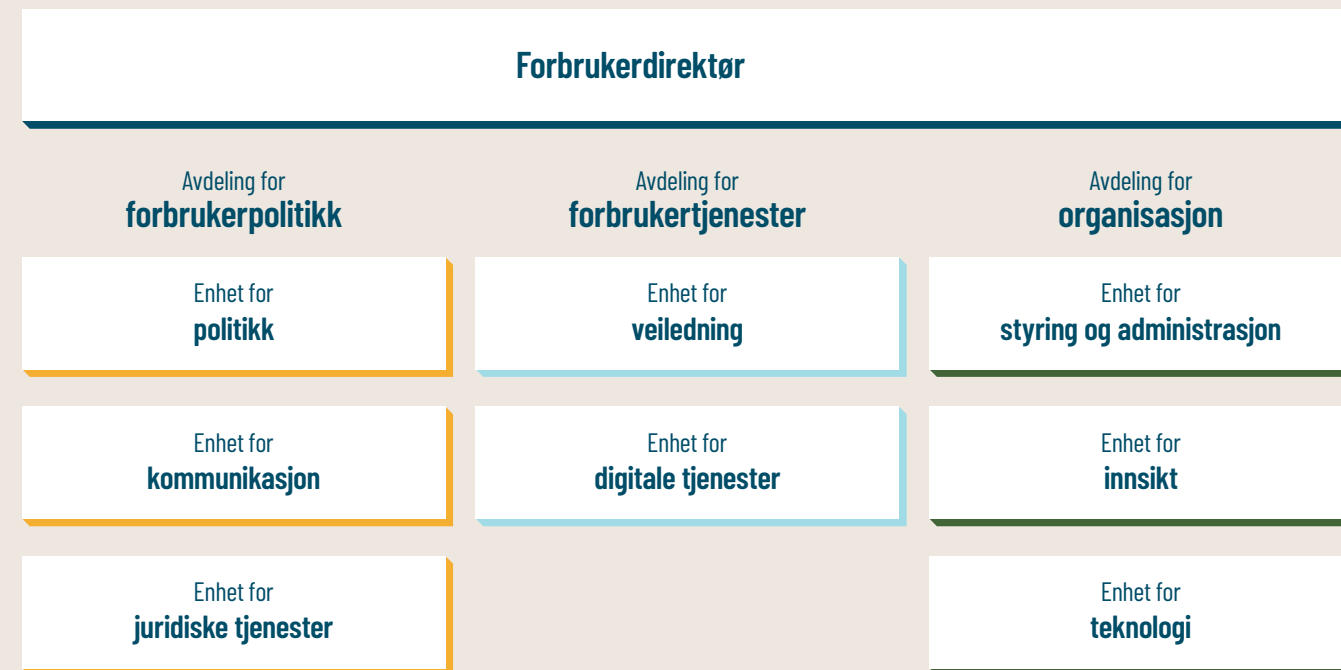 Forbrukerdirektør
Avdeling for
forbrukerpolitikk
Enhet for
politikk
Enhet for
kommunikasjon
Enhet for
juridiske tjenester
Avdeling for
forbrukertjenester
Enhet for
veiledning
Enhet for
digitale tjenester
Avdeling for
organisasjon
Enhet for
styring og administrasjon
Enhet for
innsikt
Enhet for
teknologi